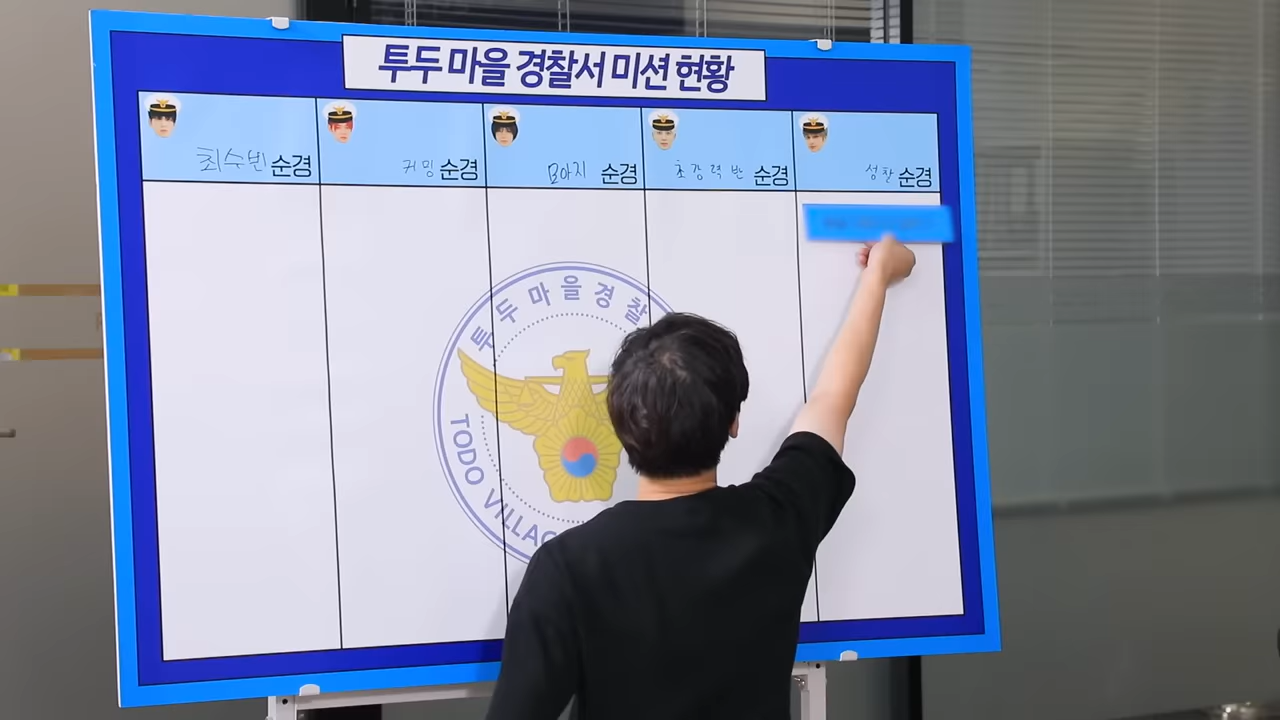 투두 마을 경찰서 미션 현황
최수빈 순경
커밍 순경
모아지 순경
초강력반 순경
성찬 순경
투두마을경찰
TODO VILLAG